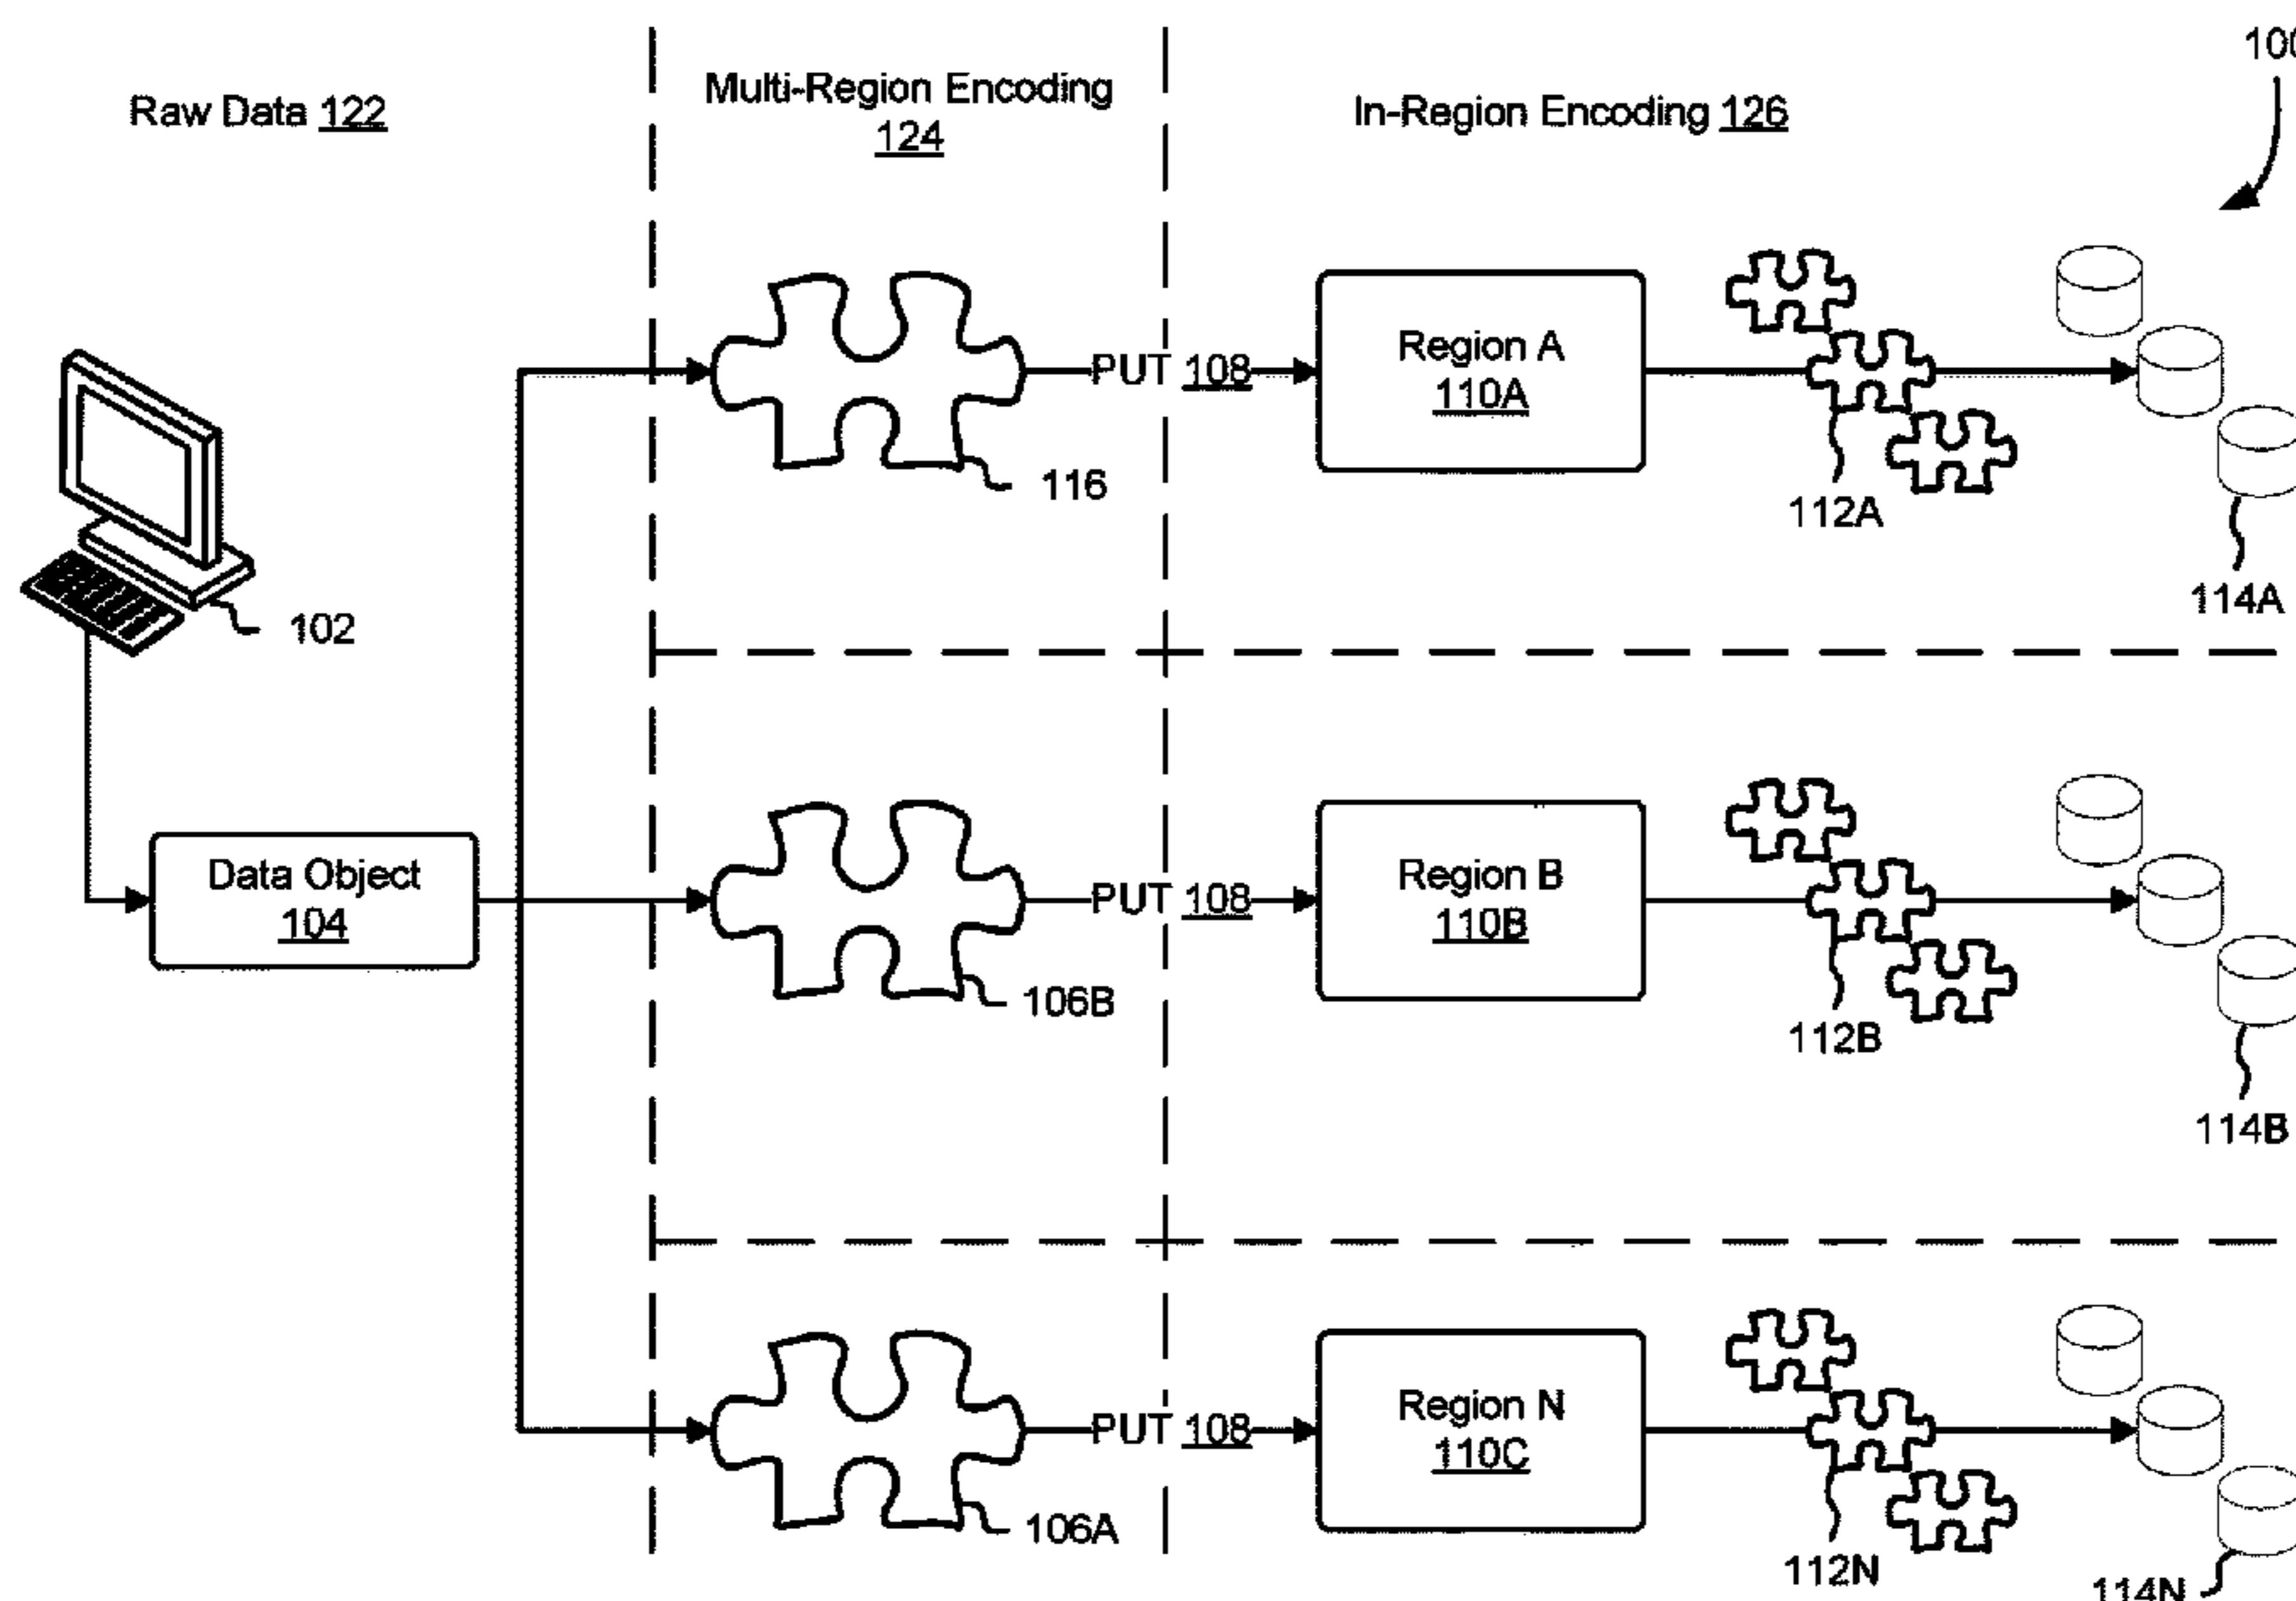 100
Raw Data 122
Multi-Region Encoding
124
In-Region Encoding 126
PUT 108
Region A
110A
116
112A
114A
102
Data Object
104
PUT 108
Region B
110B
106B
112B
114B
PUT 108
Region N
110C
106A
112N
114N